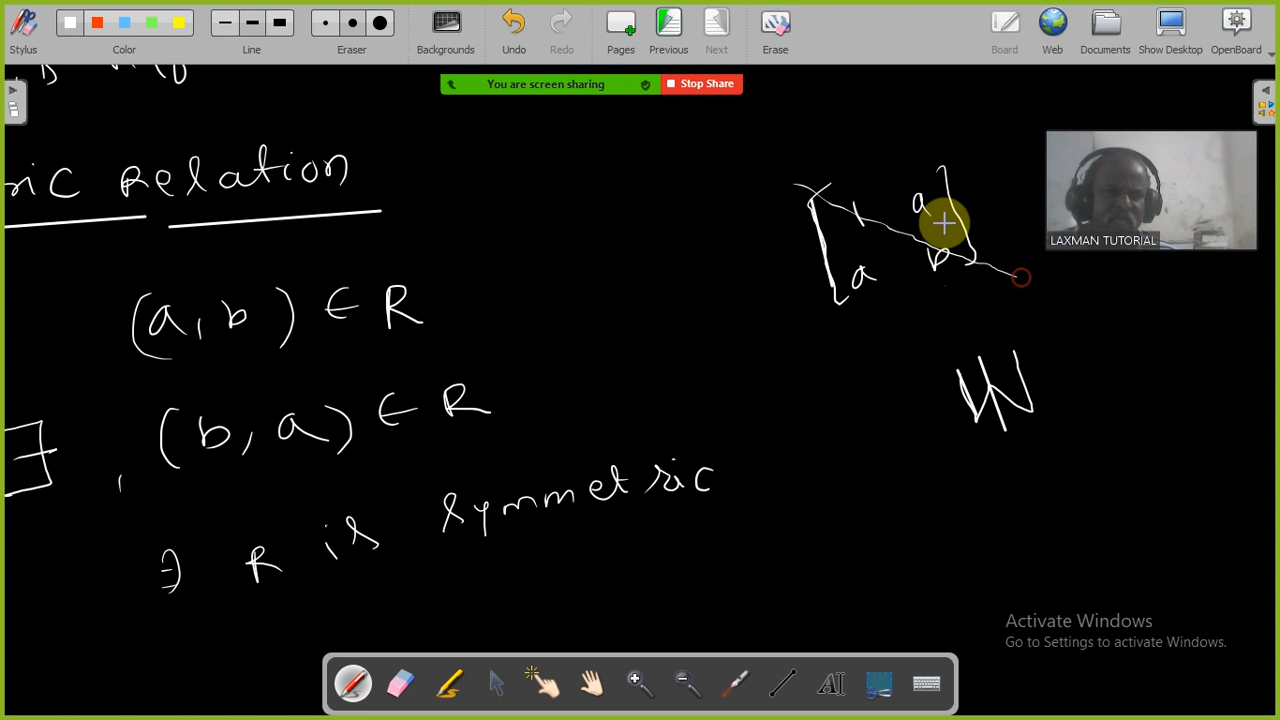 Stylus Color Line Eraser Backgrounds Undo Redo Pages Previous Next Erase Board Web Documents Show Desktop OpenBoard
You are screen sharing Stop Share
ric Relation
LAXMAN TUTORIAL
a
a b
(a, b) ∈ R
(b, a) ∈ R
∃ R is symmetric
Activate Windows
Go to Settings to activate Windows.